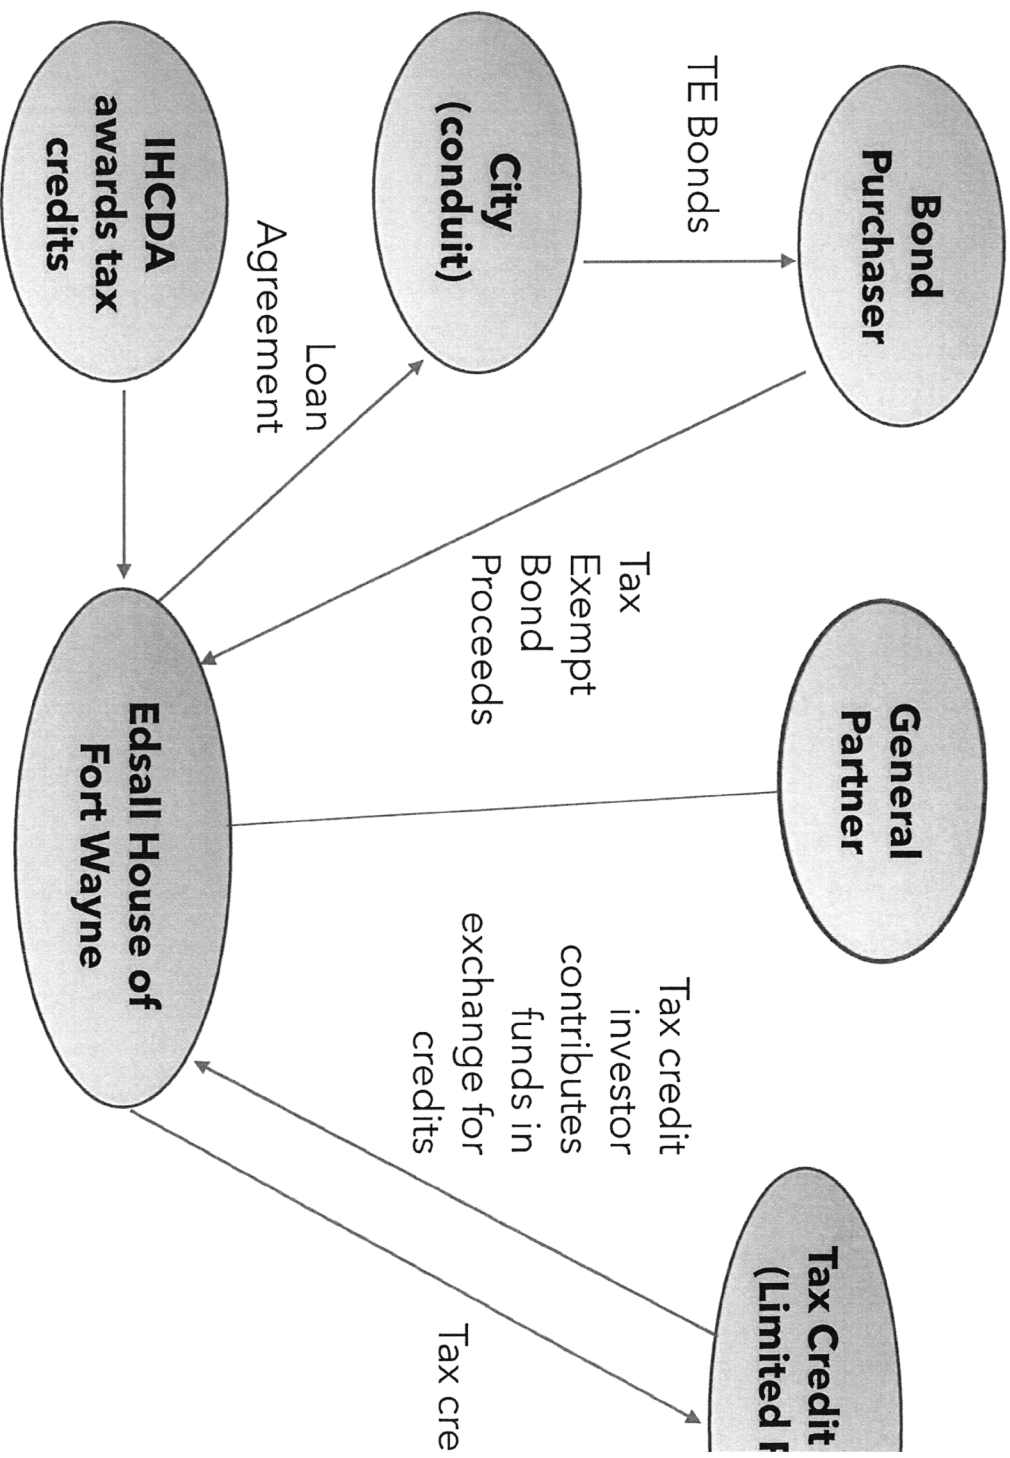 Bond
Purchaser
General
Partner
Tax Credit
(Limited
TE Bonds
Tax
Exempt
Bond
Proceeds
Tax credit
investor
contributes
funds in
exchange for
credits
Tax cre
City
(conduit)
Loan
Agreement
IHCDA
awards tax
credits
Edsall House of
Fort Wayne